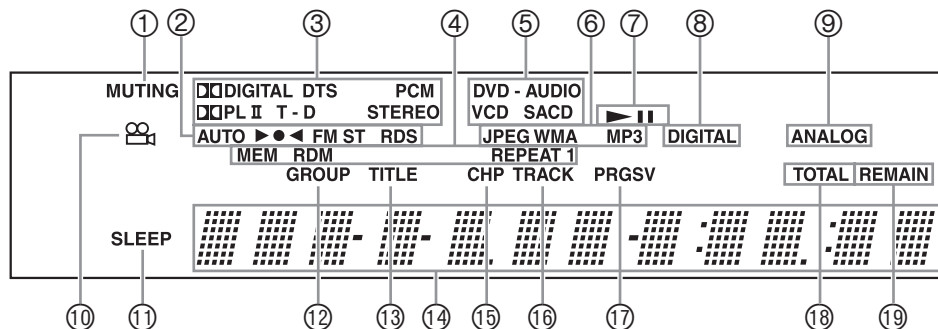 ① ② ③ ④ ⑤ ⑥ ⑦ ⑧ ⑨
MUTING DIGITAL DTS PCM DVD - AUDIO
PL II T - D STEREO VCD SACD
AUTO FM ST RDS JPEG WMA MP3 DIGITAL ANALOG
MEM RDM REPEAT 1
GROUP TITLE CHP TRACK PRGSV TOTAL REMAIN
SLEEP
⑩ ⑪ ⑫ ⑬ ⑭ ⑮ ⑯ ⑰ ⑱ ⑲